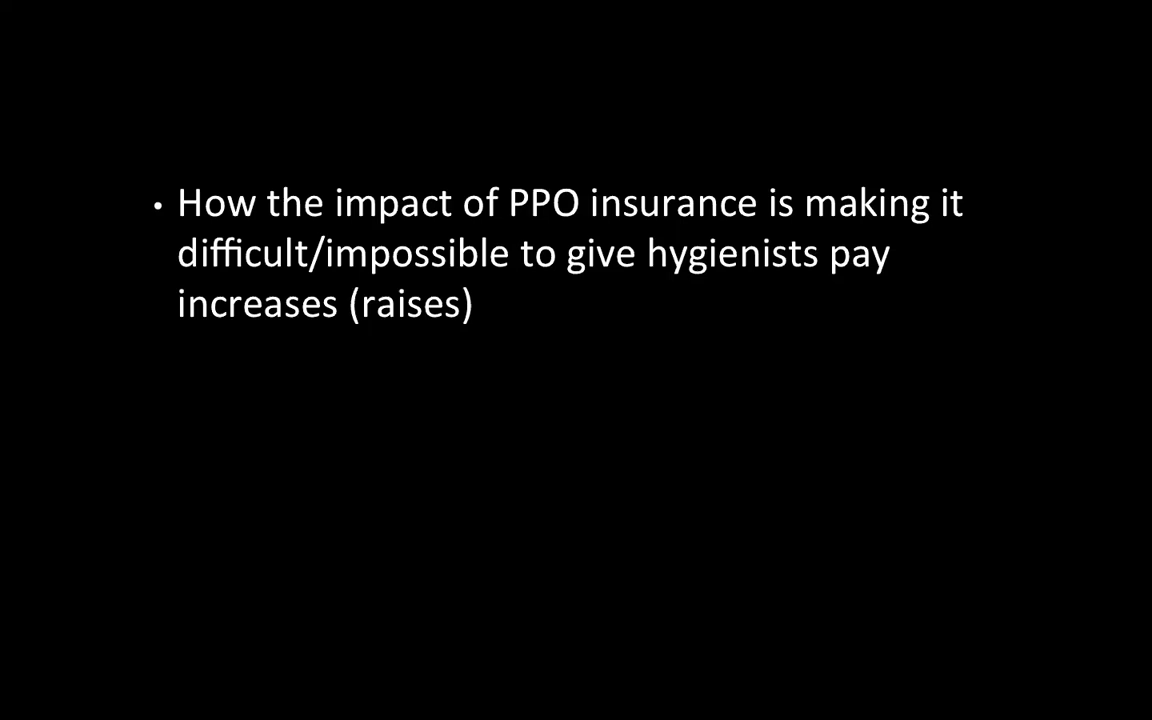 • How the impact of PPO insurance is making it
difficult/impossible to give hygienists pay
increases (raises)